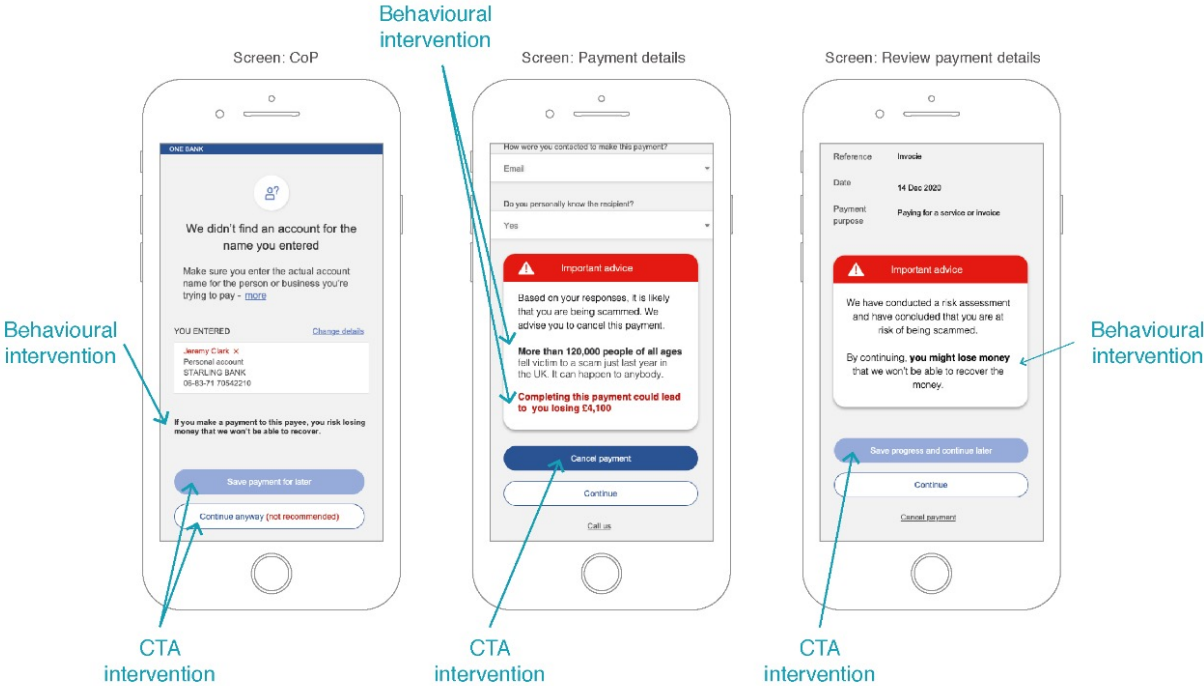 Behavioural
intervention
Screen: CoP
Screen: Payment details
Screen: Review payment details
ONE BANK
We didn't find an account for the
name you entered
Make sure you enter the actual account
name for the person or business you're
trying to pay - more
YOU ENTERED Change details
Jeremy Clark ×
Personal account
STARLING BANK
06-83-71 70542210
If you make a payment to this payee, you risk losing
money that we won't be able to recover.
Save payment for later
Continue anyway (not recommended)
Behavioural
intervention
CTA
intervention
How were you contacted to make this payment?
Email
Do you personally know the recipient?
Yes
Important advice
Based on your responses, it is likely
that you are being scammed. We
advise you to cancel this payment.
More than 120,000 people of all ages
fell victim to a scam just last year in
the UK. It can happen to anybody.
Completing this payment could lead
to you losing £4,100
Cancel payment
Continue
Call us
CTA
intervention
Reference Invosie
Date 14 Dec 2020
Payment
purpose Paying for a service or invoice
Important advice
We have conducted a risk assessment
and have concluded that you are at
risk of being scammed.
By continuing, you might lose money
that we won't be able to recover the
money.
Save progress and continue later
Continue
Cancel payment
Behavioural
intervention
CTA
intervention